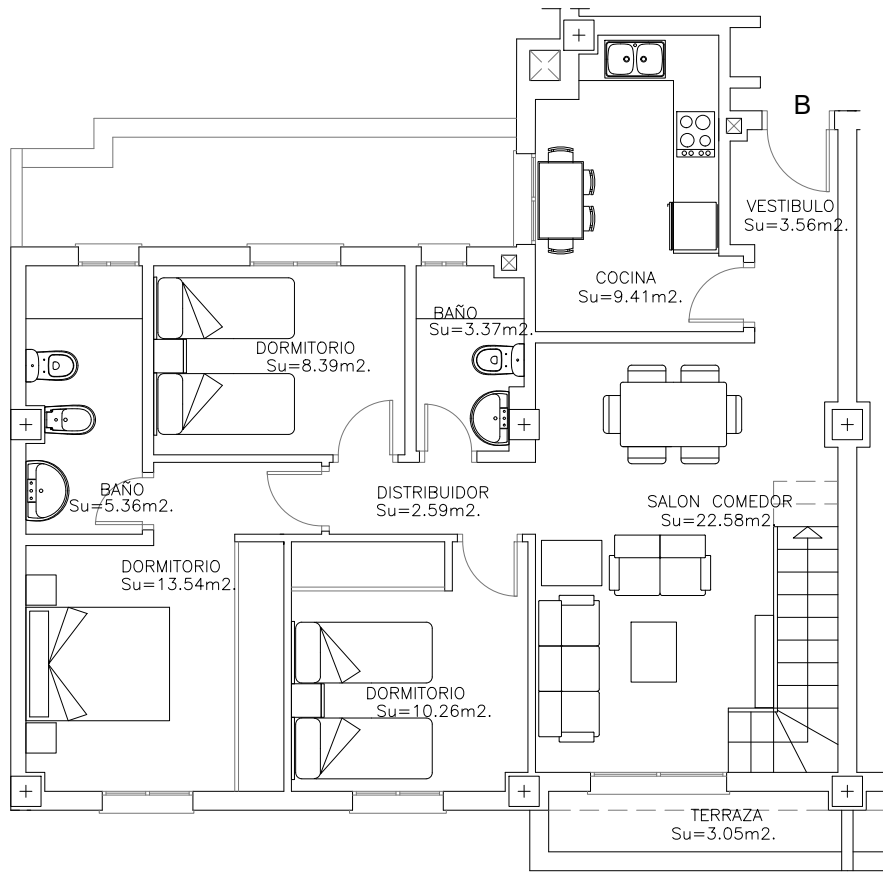 B
VESTIBULO
Su=3.56m2.
COCINA
Su=9.41m2.
BAÑO
Su=3.37m2.
DORMITORIO
Su=8.39m2.
BAÑO
Su=5.36m2.
DISTRIBUIDOR
Su=2.59m2.
SALON COMEDOR
Su=22.58m2.
DORMITORIO
Su=13.54m2.
DORMITORIO
Su=10.26m2.
TERRAZA
Su=3.05m2.